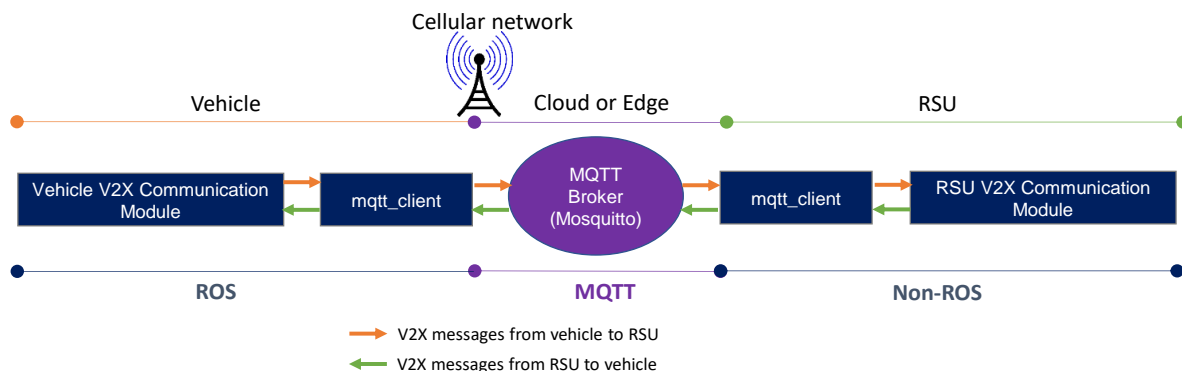 Cellular network
Vehicle
Cloud or Edge
RSU
Vehicle V2X Communication
Module
mqtt_client
MQTT
Broker
(Mosquitto)
mqtt_client
RSU V2X Communication
Module
ROS
MQTT
Non-ROS
V2X messages from vehicle to RSU
V2X messages from RSU to vehicle